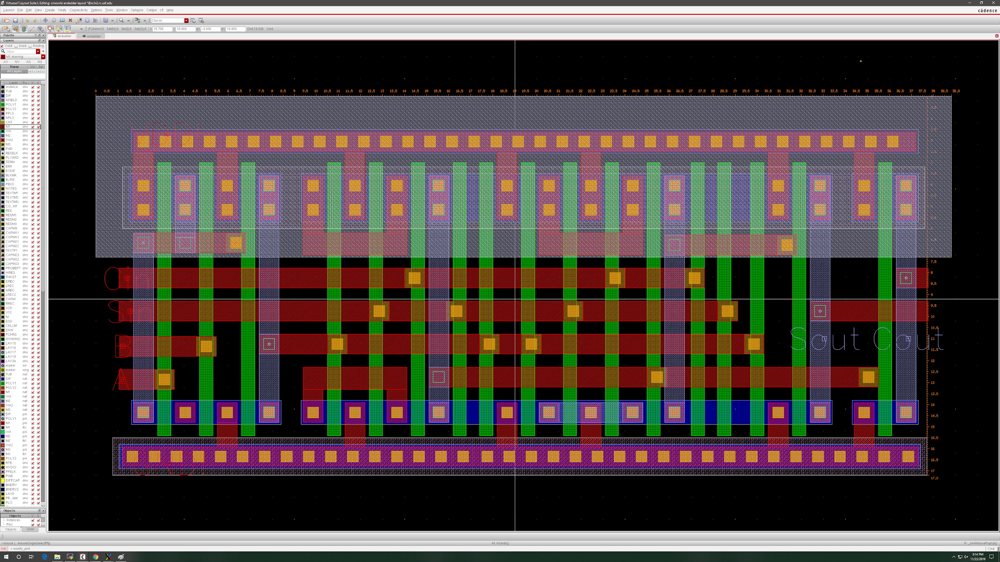 Virtuoso? Layout Suite L Editing: cmosvlsi andadder layout *@scln2.rc.usf.edu
Launch File Edit View Create Verify Connectivity Options Tools Window Optimize Calibre c5 Help
cādence
Classic
(F)Select:0 Sel(N):0 Sel(I):0 Sel(O):0 X 15.700 Y 10.800 dX -3.000 dY 18.800 Dist:19.038 Cmd:
Palette
andadder andadder
Layers
Valid Used Routing
Filter
M1 drawing
AV NV AS NS
Name Vis Sel
All Layers
Layer Pu... V S
instance drw
TUB drw
DIF drw
NFIELD drw
POLY1 drw
POLY2 drw
PPLS drw
NPLS drw
CNT drw
M1 drw
VIA drw
M2 drw
VIA2 drw
M3 drw
PAD drw
RESBLK drw
PLYIMID drw
TERM drw
ERR drw
EXDIF drw
BLKMK drw
BJTM drw
PBUS drw
NOTES drw
TEXTM1 drw
TEXTM2 drw
TEXTM3 drw
CO...NT drw
RES drw
RESM1 drw
RESM2 drw
RESM3 drw
CAPM9 drw
CAPM11 drw
CAPM12 drw
CAPM21 drw
CAPM22 drw
TEXTP1 drw
CAPM23 drw
CAPM32 drw
CAPM33 drw
PROBEPT drw
HIRES drw
THKGT drw
DREC drw
LREC drw
NREC drw
LREC2 drw
CAPM drw
RREC drw
V20 drw
V12 drw
NI drw
ESD drw
CELLM drw
DNW drw
PCHRS drw
HVNMNS drw
LAY15 drw
LAY16 drw
LAY17 drw
LAY18 drw
LAY34 drw
marker err
marker wng
TUB net
DIF net
POLY1 net
POLY2 net
M1 net
VIA net
M2 net
VIA2 net
M3 net
DIF pin
POLY1 pin
M1 pin
M1 lbl
VIA pin
M2 pin
M2 lbl
VIA2 pin
M3 pin
M3 lbl
POLY2 pin
RTB drw
HVDIO drw
PPBLK drw
PWB drw
DIFFCAP drw
BNDRY drw
BNDRY2 drw
LAY0 drw
PR...AM drw
PLO drw
Objects
Objects V S
Instances
Pins
Objects Grids
0 0.5 1 1.5 2 2.5 3 3.5 4 4.5 5 5.5 6 6.5 7 7.5 8 8.5 9 9.5 10 10.5 11 11.5 12 12.5 13 13.5 14 14.5 15 15.5 16 16.5 17 17.5 18 18.5 19 19.5 20 20.5 21 21.5 22 22.5 23 23.5 24 24.5 25 25.5 26 26.5 27 27.5 28 28.5 29 29.5 30 30.5 31 31.5 32 32.5 33 33.5 34 34.5 35 35.5 36 36.5 37 37.5 38 38.5 38.8
7.5
8
8.5
9
9.5
10
10.5
11
11.5
12
12.5
13
13.5
14
14.5
15
15.5
16
16.5
17
17.2
B
A
Sout Cout
mouse L: mouseSingleSelectPt()
M: hiUndo()
R: _lxHiMousePopUp()
2(4) > modify_plot
Cmd:
3:14 PM
11/23/2019